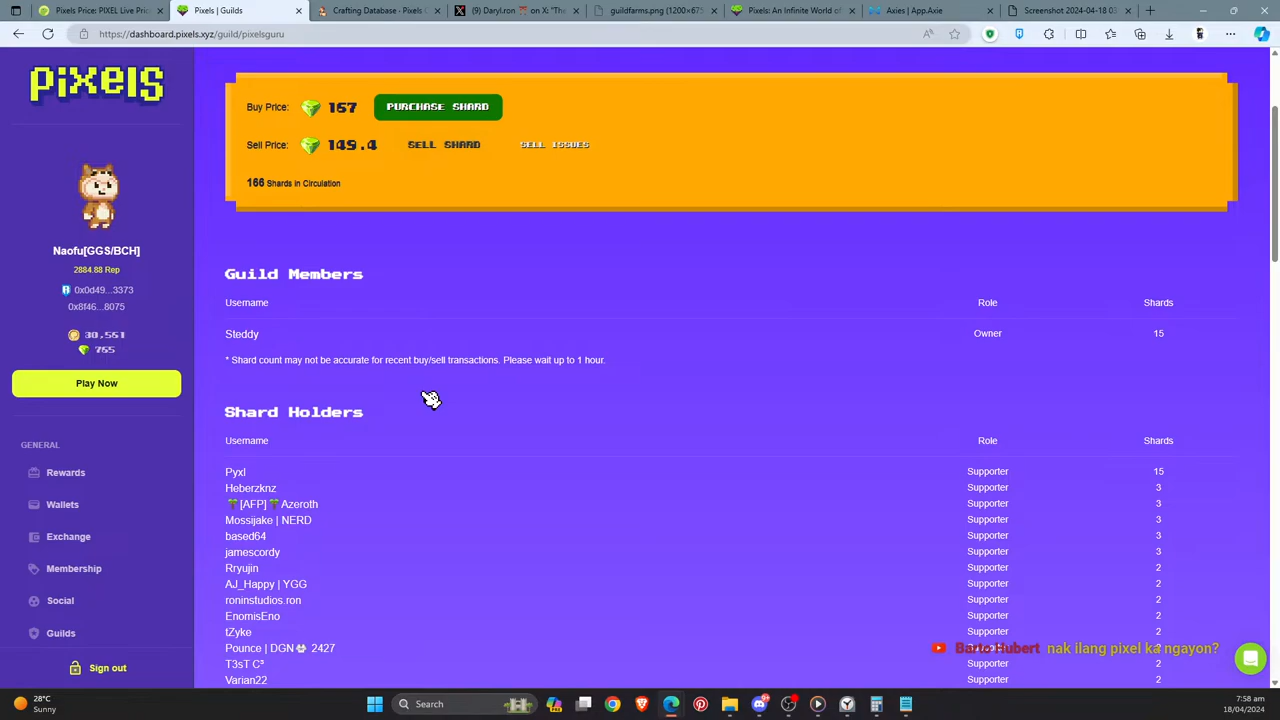 Pixels Price: PIXEL Live Pric
Pixels | Guilds
Crafting Database - Pixels
(9) Daryl.ron on X: "The
guildfarms.png (1200×675
Pixels: An Infinite World of
Axies | App.Axie
Screenshot 2024-04-18 03
https://dashboard.pixels.xyz/guild/pixelsguru
pixels
Naofu[GGS/BCH]
2884.88 Rep
0x0d49...3373
0x8f46...8075
30,551
765
Play Now
GENERAL
Rewards
Wallets
Exchange
Membership
Social
Guilds
Sign out
Buy Price: 167 PURCHASE SHARD
Sell Price: 149.4 SELL SHARD SELL ISSUES
166 Shards in Circulation
Guild Members
Username Role Shards
Steddy Owner 15
* Shard count may not be accurate for recent buy/sell transactions. Please wait up to 1 hour.
Shard Holders
Username Role Shards
Pyxl Supporter 15
Heberzknz Supporter 3
[AFP] Azeroth Supporter 3
Mossijake | NERD Supporter 3
based64 Supporter 3
jamescordy Supporter 3
Rryujin Supporter 2
AJ_Happy | YGG Supporter 2
roninstudios.ron Supporter 2
EnomisEno Supporter 2
tZyke Supporter 2
Pounce | DGN 2427
nak ilang pixel ka ngayon?
T3sT C³ Supporter 2
Varian22 Supporter 2
28°C
Sunny
Search
7:58 am
18/04/2024